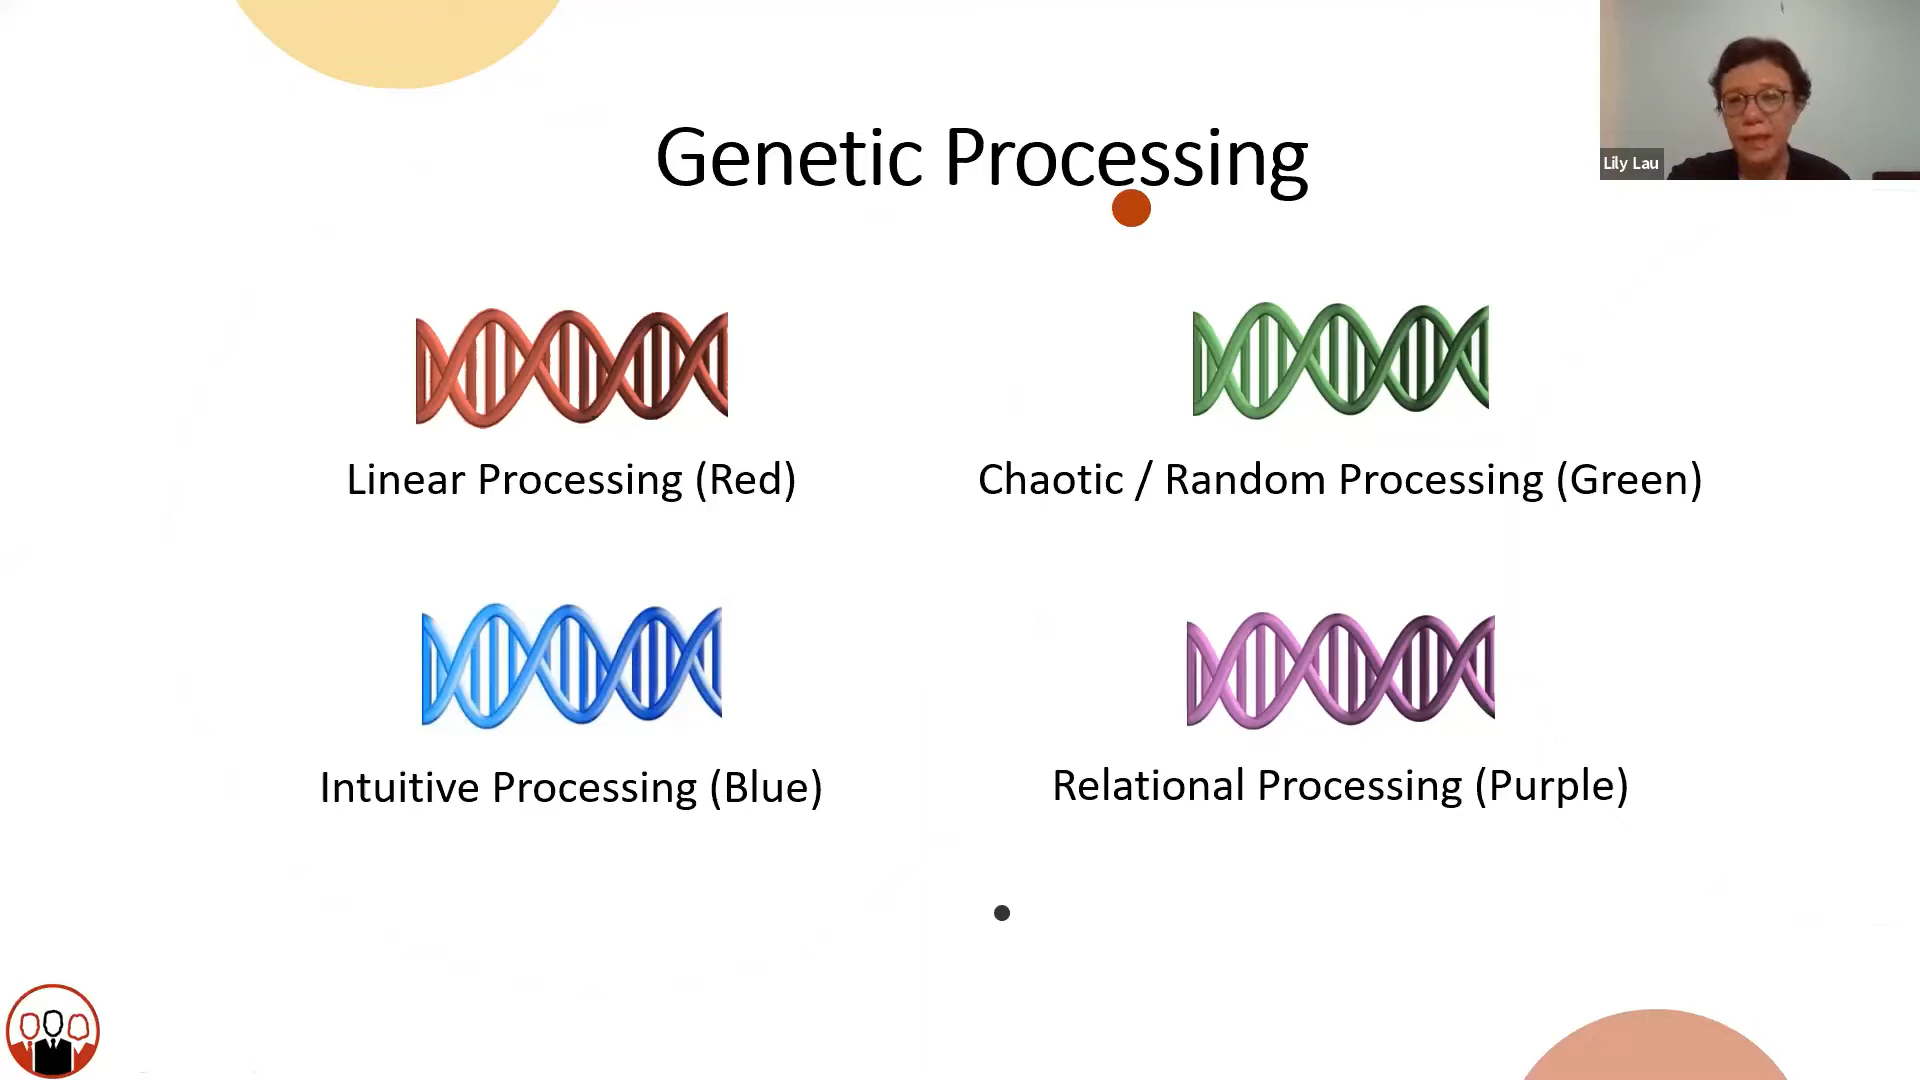 Genetic Processing
Lily Lau
Linear Processing (Red)
Chaotic / Random Processing (Green)
Intuitive Processing (Blue)
Relational Processing (Purple)